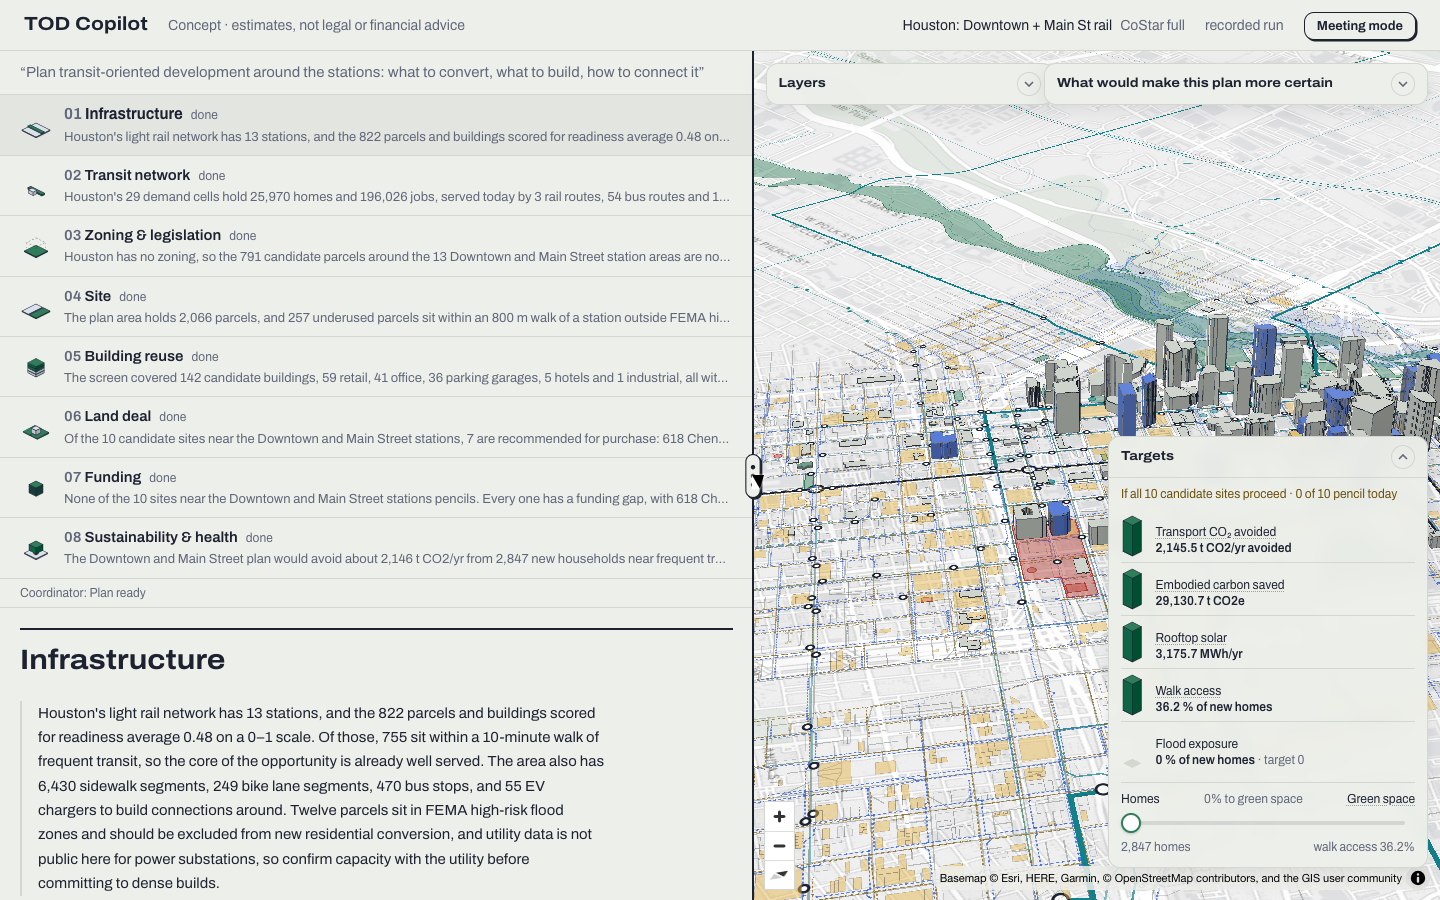 TOD Copilot
Concept · estimates, not legal or financial advice
Houston: Downtown + Main St rail
CoStar full
recorded run
Meeting mode
“Plan transit-oriented development around the stations: what to convert, what to build, how to connect it”
01 Infrastructure done
Houston's light rail network has 13 stations, and the 822 parcels and buildings scored for readiness average 0.48 on...
02 Transit network done
Houston's 29 demand cells hold 25,970 homes and 196,026 jobs, served today by 3 rail routes, 54 bus routes and 1...
03 Zoning & legislation done
Houston has no zoning, so the 791 candidate parcels around the 13 Downtown and Main Street station areas are no...
04 Site done
The plan area holds 2,066 parcels, and 257 underused parcels sit within an 800 m walk of a station outside FEMA hi...
05 Building reuse done
The screen covered 142 candidate buildings, 59 retail, 41 office, 36 parking garages, 5 hotels and 1 industrial, all wit...
06 Land deal done
Of the 10 candidate sites near the Downtown and Main Street stations, 7 are recommended for purchase: 618 Chen...
07 Funding done
None of the 10 sites near the Downtown and Main Street stations pencils. Every one has a funding gap, with 618 Ch...
08 Sustainability & health done
The Downtown and Main Street plan would avoid about 2,146 t CO2/yr from 2,847 new households near frequent tr...
Coordinator: Plan ready
Infrastructure
Houston's light rail network has 13 stations, and the 822 parcels and buildings scored
for readiness average 0.48 on a 0–1 scale. Of those, 755 sit within a 10-minute walk of
frequent transit, so the core of the opportunity is already well served. The area also has
6,430 sidewalk segments, 249 bike lane segments, 470 bus stops, and 55 EV
chargers to build connections around. Twelve parcels sit in FEMA high-risk flood
zones and should be excluded from new residential conversion, and utility data is not
public here for power substations, so confirm capacity with the utility before
committing to dense builds.
Layers
What would make this plan more certain
W POLK ST
W CLAY ST
W PIERCE ST
Targets
If all 10 candidate sites proceed · 0 of 10 pencil today
Transport CO₂ avoided
2,145.5 t CO2/yr avoided
Embodied carbon saved
29,130.7 t CO2e
Rooftop solar
3,175.7 MWh/yr
Walk access
36.2 % of new homes
Flood exposure
0 % of new homes · target 0
Homes
0% to green space
Green space
2,847 homes
walk access 36.2%
Basemap © Esri, HERE, Garmin, © OpenStreetMap contributors, and the GIS user community